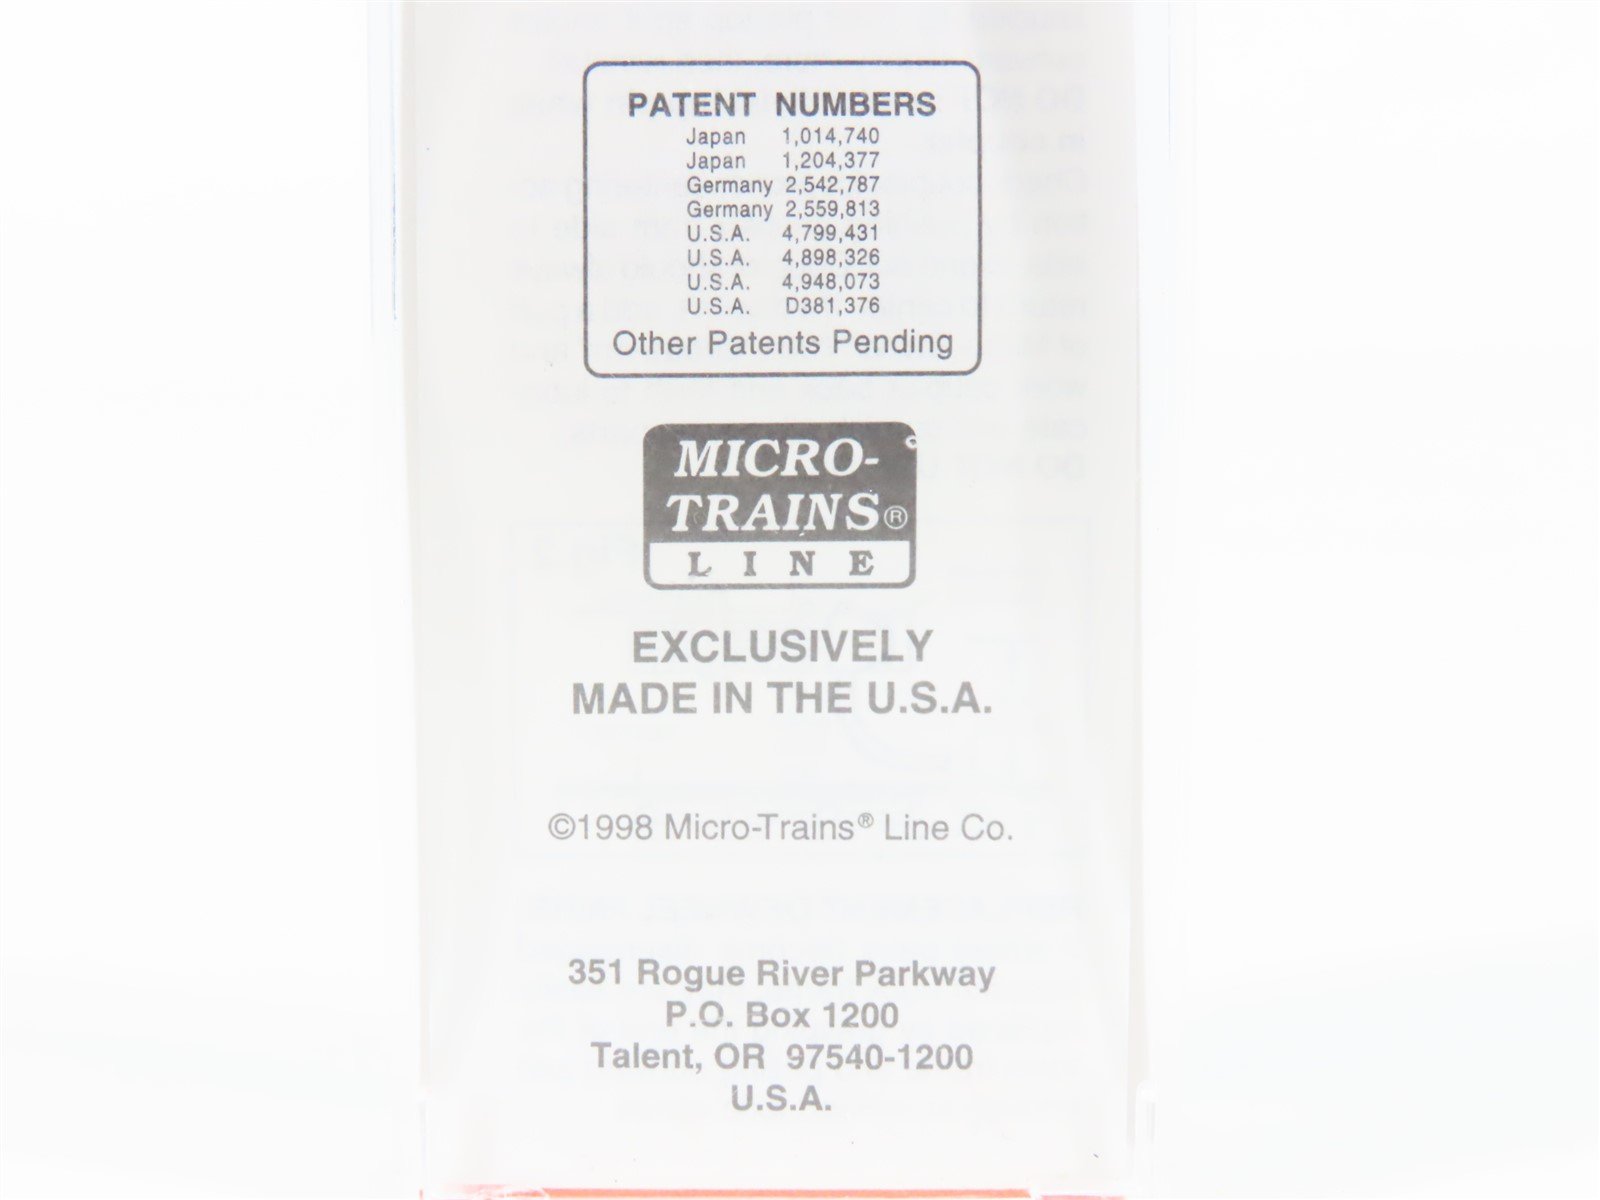 PATENT NUMBERS
Japan 1,014,740
Japan 1,204,377
Germany 2,542,787
Germany 2,559,813
U.S.A. 4,799,431
U.S.A. 4,898,326
U.S.A. 4,948,073
U.S.A. D381,376
Other Patents Pending
MICRO-
TRAINS®
LINE
EXCLUSIVELY
MADE IN THE U.S.A.
©1998 Micro-Trains® Line Co.
351 Rogue River Parkway
P.O. Box 1200
Talent, OR 97540-1200
U.S.A.